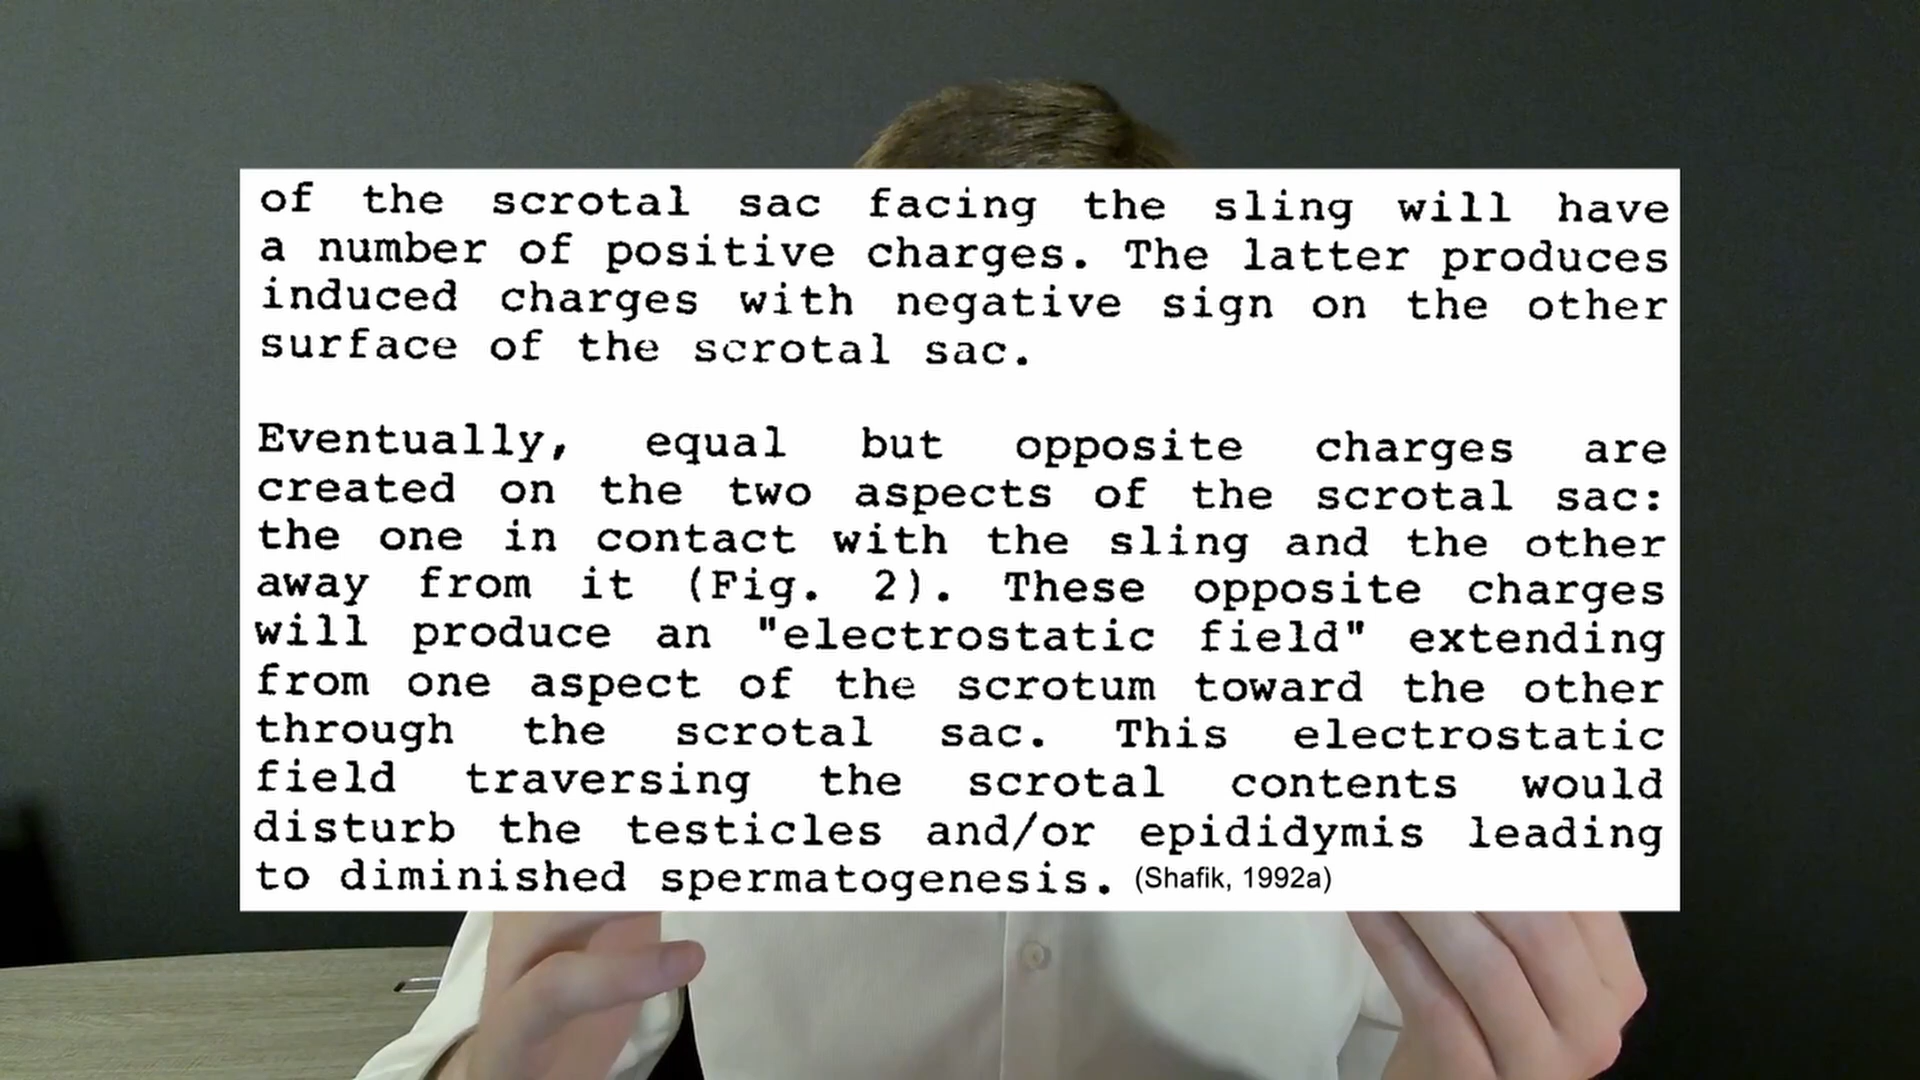 of the scrotal sac facing the sling will have
a number of positive charges. The latter produces
induced charges with negative sign on the other
surface of the scrotal sac.
Eventually, equal but opposite charges are
created on the two aspects of the scrotal sac:
the one in contact with the sling and the other
away from it (Fig. 2). These opposite charges
will produce an "electrostatic field" extending
from one aspect of the scrotum toward the other
through the scrotal sac. This electrostatic
field traversing the scrotal contents would
disturb the testicles and/or epididymis leading
to diminished spermatogenesis. (Shafik, 1992a)